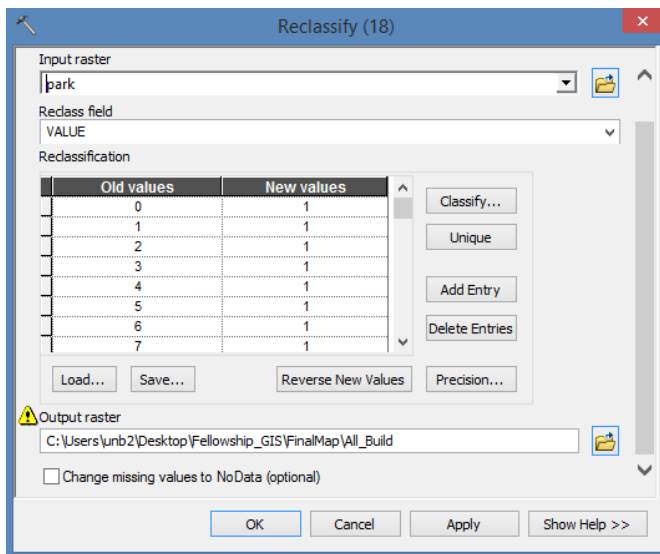 Reclassify (18)
Input raster
park
Reclass field
VALUE
Reclassification
Old values New values
0 1
1 1
2 1
3 1
4 1
5 1
6 1
7 1
Classify...
Unique
Add Entry
Delete Entries
Load... Save... Reverse New Values Precision...
Output raster
C:\Users\unb2\Desktop\Fellowship_GIS\FinalMap\All_Build
Change missing values to NoData (optional)
OK Cancel Apply Show Help >>